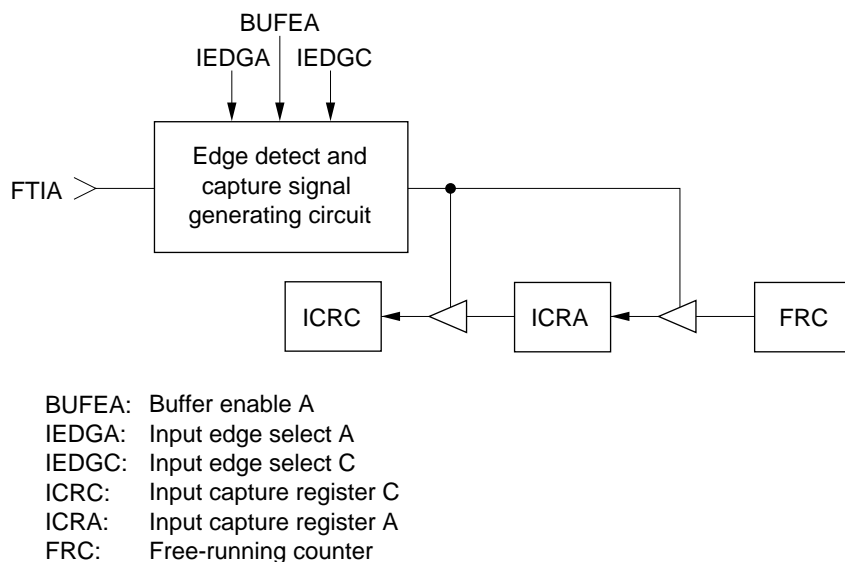 BUFEA
IEDGA IEDGC
Edge detect and
capture signal
generating circuit
FTIA
ICRC ICRA FRC
BUFEA: Buffer enable A
IEDGA: Input edge select A
IEDGC: Input edge select C
ICRC: Input capture register C
ICRA: Input capture register A
FRC: Free-running counter